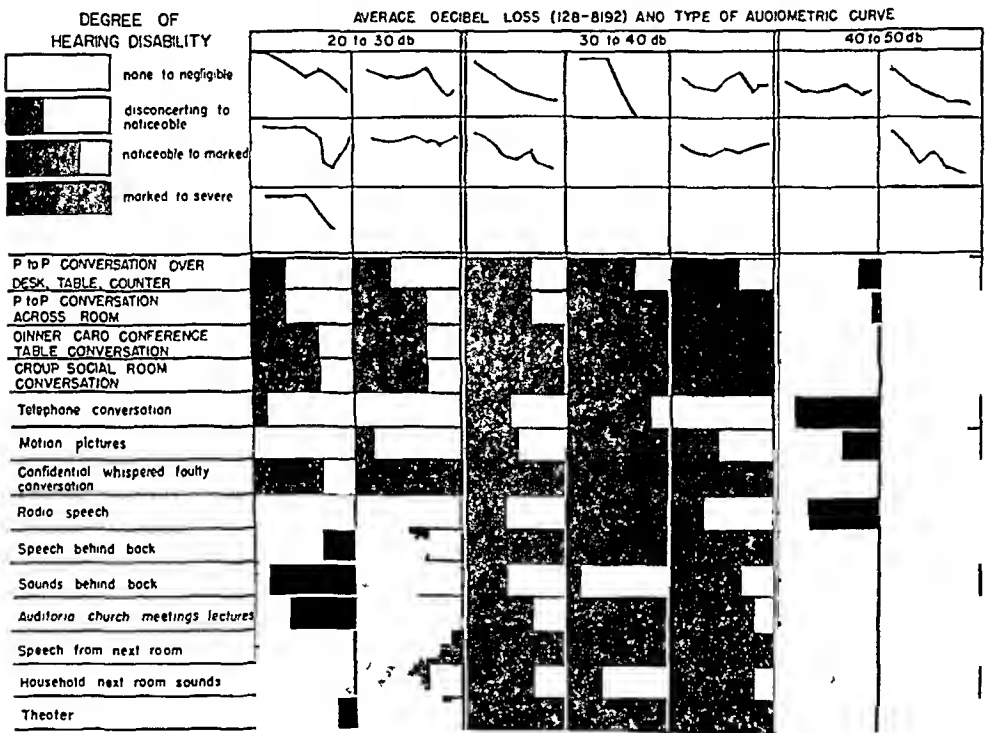 DEGREE OF
HEARING DISABILITY
none to negligible
disconcerting to
noticeable
noticeable to marked
marked to severe
AVERAGE OECIBEL LOSS (128-8192) ANO TYPE OF AUOIOMETRIC CURVE
20 to 30 db
30 to 40 db
40 to 50 db
P to P CONVERSATION OVER
DESK, TABLE, COUNTER
P to P CONVERSATION
ACROSS ROOM
OINNER CARO CONFERENCE
TABLE CONVERSATION
CROUP SOCIAL ROOM
CONVERSATION
Telephone conversation
Motion pictures
Confidential whispered faulty
conversation
Radio speech
Speech behind back
Sounds behind back
Auditoria church meetings lectures
Speech from next room
Household next room sounds
Theater